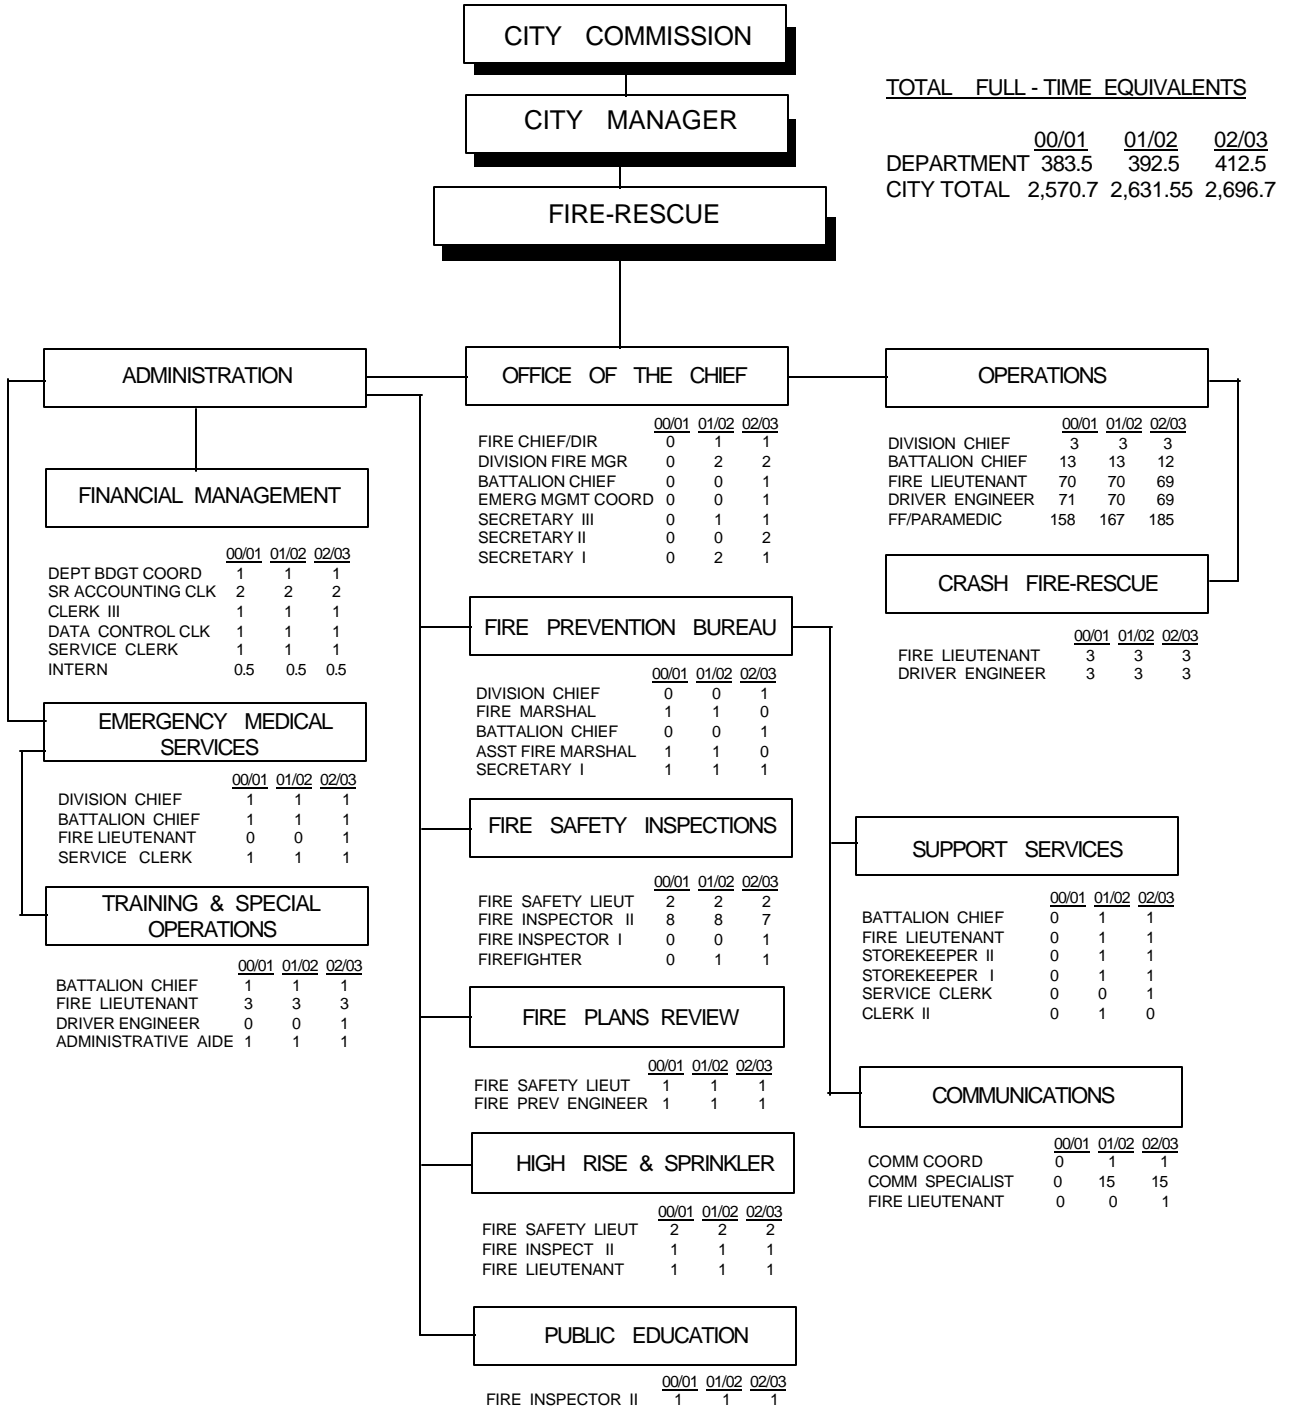 CITY COMMISSION
CITY MANAGER
FIRE-RESCUE
TOTAL FULL - TIME EQUIVALENTS
00/01 01/02 02/03
DEPARTMENT 383.5 392.5 412.5
CITY TOTAL 2,570.7 2,631.55 2,696.7
ADMINISTRATION
FINANCIAL MANAGEMENT
00/01 01/02 02/03
DEPT BDGT COORD 1 1 1
SR ACCOUNTING CLK 2 2 2
CLERK III 1 1 1
DATA CONTROL CLK 1 1 1
SERVICE CLERK 1 1 1
INTERN 0.5 0.5 0.5
EMERGENCY MEDICAL
SERVICES
00/01 01/02 02/03
DIVISION CHIEF 1 1 1
BATTALION CHIEF 1 1 1
FIRE LIEUTENANT 0 0 1
SERVICE CLERK 1 1 1
TRAINING & SPECIAL
OPERATIONS
00/01 01/02 02/03
BATTALION CHIEF 1 1 1
FIRE LIEUTENANT 3 3 3
DRIVER ENGINEER 0 0 1
ADMINISTRATIVE AIDE 1 1 1
OFFICE OF THE CHIEF
00/01 01/02 02/03
FIRE CHIEF/DIR 0 1 1
DIVISION FIRE MGR 0 2 2
BATTALION CHIEF 0 0 1
EMERG MGMT COORD 0 0 1
SECRETARY III 0 1 1
SECRETARY II 0 0 2
SECRETARY I 0 2 1
FIRE PREVENTION BUREAU
00/01 01/02 02/03
DIVISION CHIEF 0 0 1
FIRE MARSHAL 1 1 0
BATTALION CHIEF 0 0 1
ASST FIRE MARSHAL 1 1 0
SECRETARY I 1 1 1
FIRE SAFETY INSPECTIONS
00/01 01/02 02/03
FIRE SAFETY LIEUT 2 2 2
FIRE INSPECTOR II 8 8 7
FIRE INSPECTOR I 0 0 1
FIREFIGHTER 0 1 1
FIRE PLANS REVIEW
00/01 01/02 02/03
FIRE SAFETY LIEUT 1 1 1
FIRE PREV ENGINEER 1 1 1
HIGH RISE & SPRINKLER
00/01 01/02 02/03
FIRE SAFETY LIEUT 2 2 2
FIRE INSPECT II 1 1 1
FIRE LIEUTENANT 1 1 1
PUBLIC EDUCATION
00/01 01/02 02/03
FIRE INSPECTOR II 1 1 1
OPERATIONS
00/01 01/02 02/03
DIVISION CHIEF 3 3 3
BATTALION CHIEF 13 13 12
FIRE LIEUTENANT 70 70 69
DRIVER ENGINEER 71 70 69
FF/PARAMEDIC 158 167 185
CRASH FIRE-RESCUE
00/01 01/02 02/03
FIRE LIEUTENANT 3 3 3
DRIVER ENGINEER 3 3 3
SUPPORT SERVICES
00/01 01/02 02/03
BATTALION CHIEF 0 1 1
FIRE LIEUTENANT 0 1 1
STOREKEEPER II 0 1 1
STOREKEEPER I 0 1 1
SERVICE CLERK 0 0 1
CLERK II 0 1 0
COMMUNICATIONS
00/01 01/02 02/03
COMM COORD 0 1 1
COMM SPECIALIST 0 15 15
FIRE LIEUTENANT 0 0 1